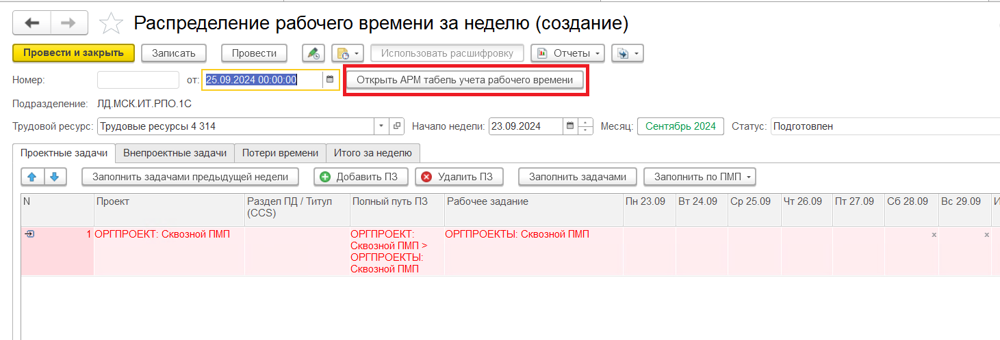 Распределение рабочего времени за неделю (создание)
Провести и закрыть Записать Провести Использовать расшифровку Отчеты
Номер: от: 25.09.2024 00:00:00 Открыть АРМ табель учета рабочего времени
Подразделение: ЛД.МСК.ИТ.РПО.1С
Трудовой ресурс: Трудовые ресурсы 4 314 Начало недели: 23.09.2024 Месяц: Сентябрь 2024 Статус: Подготовлен
Проектные задачи Внепроектные задачи Потери времени Итого за неделю
Заполнить задачами предыдущей недели Добавить ПЗ Удалить ПЗ Заполнить задачами Заполнить по ПМП
N Проект Раздел ПД / Титул Полный путь ПЗ Рабочее задание Пн 23.09 Вт 24.09 Ср 25.09 Чт 26.09 Пт 27.09 Сб 28.09 Вс 29.09 И
(CCS)
1 ОРГПРОЕКТ: Сквозной ПМП ОРГПРОЕКТ: ОРГПРОЕКТЫ: Сквозной ПМП x x
Сквозной ПМП >
ОРГПРОЕКТЫ:
Сквозной ПМП